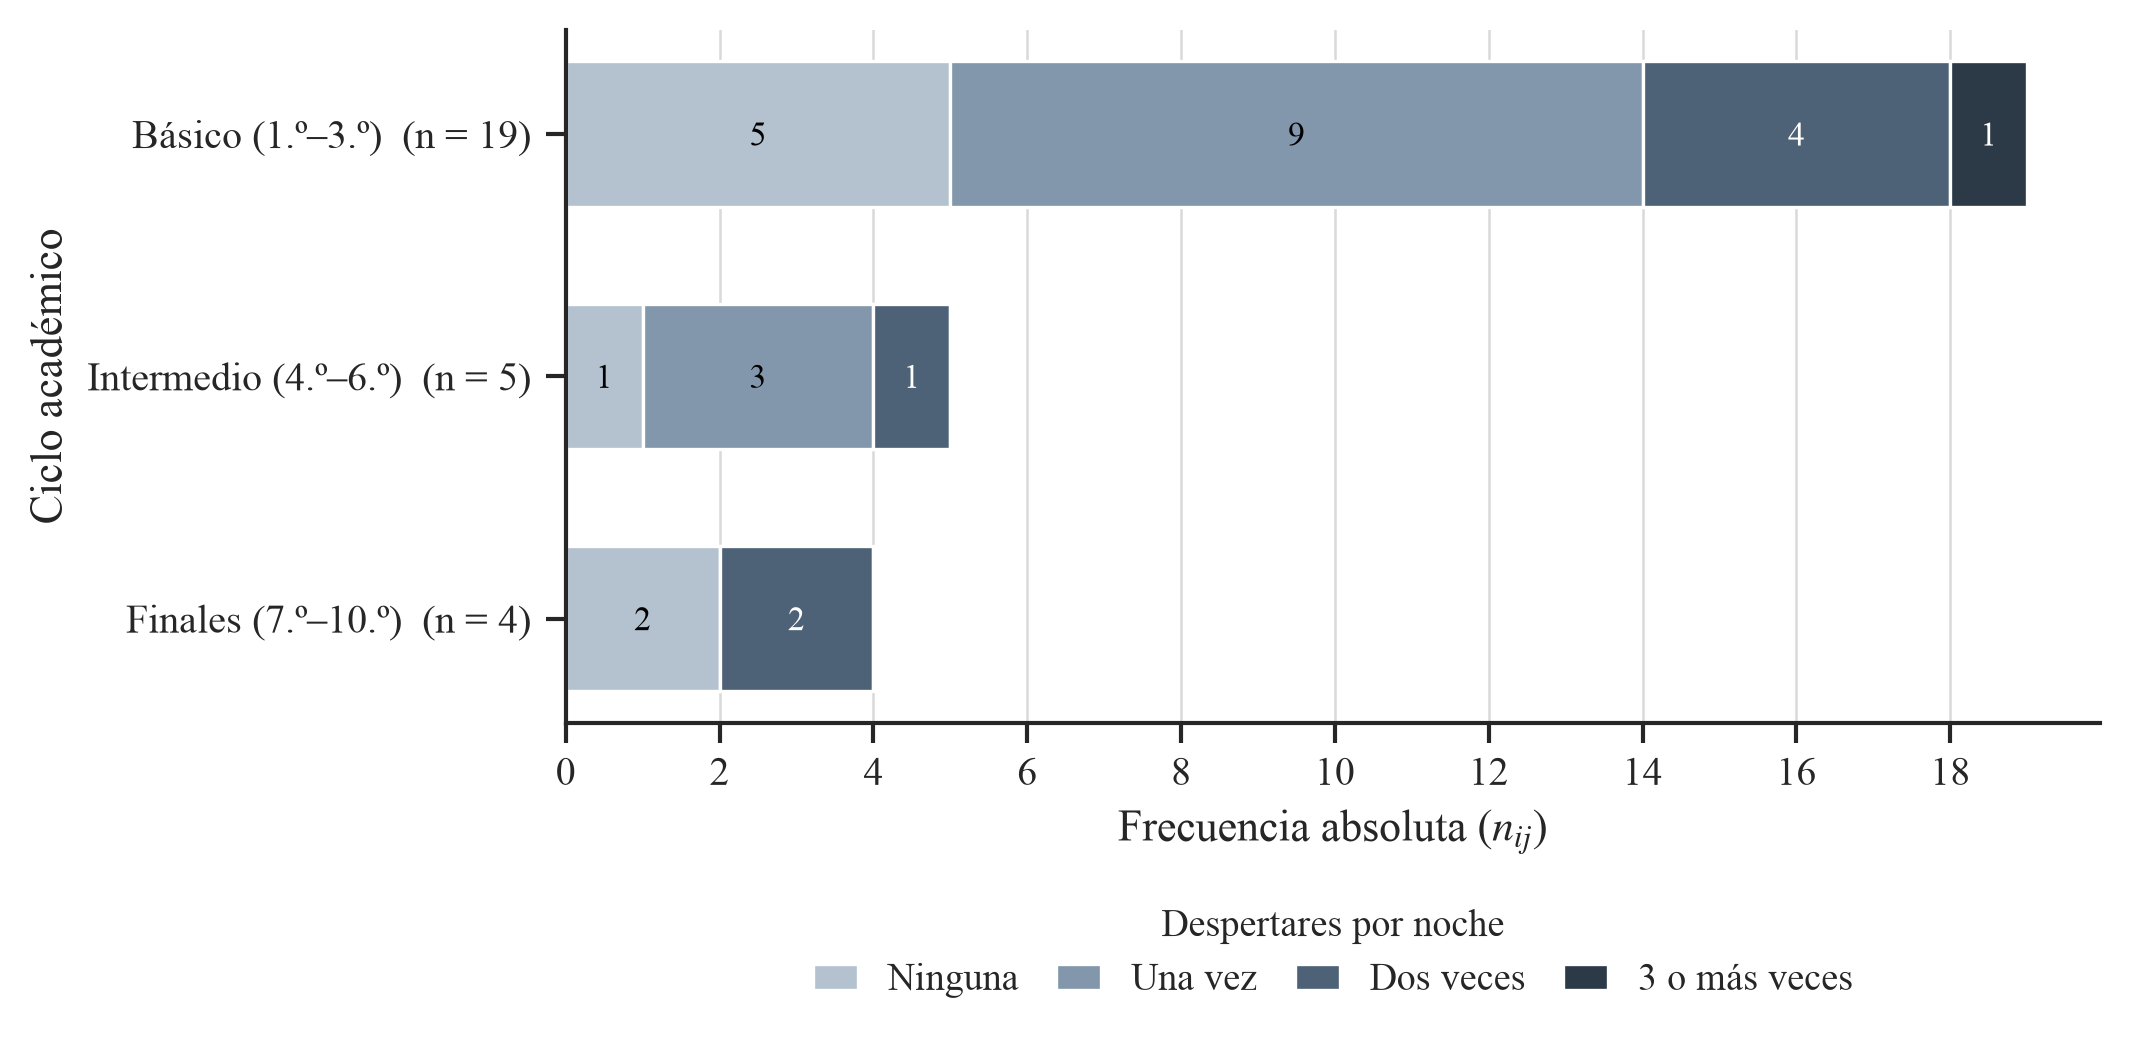 Ciclo académico
Básico (1.º–3.º) (n = 19)
5 9 4 1
Intermedio (4.º–6.º) (n = 5)
1 3 1
Finales (7.º–10.º) (n = 4)
2 2
0 2 4 6 8 10 12 14 16 18
Frecuencia absoluta (n_{ij})
Despertares por noche
Ninguna Una vez Dos veces 3 o más veces